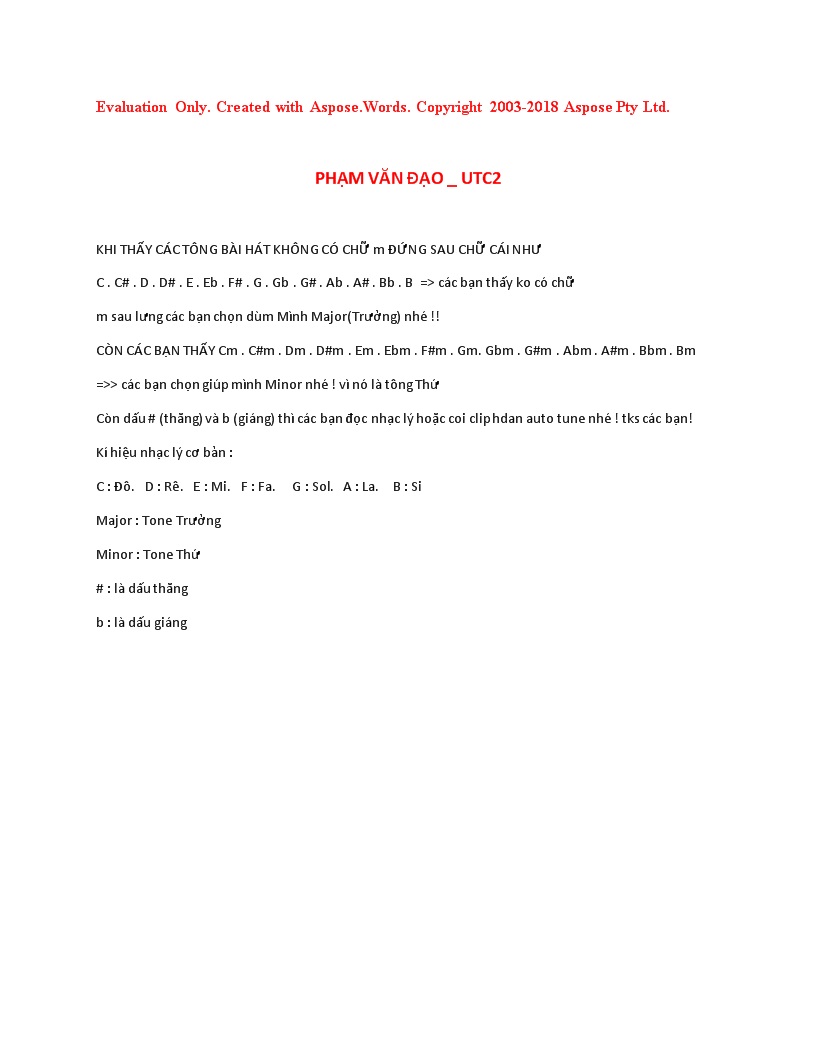 Evaluation Only. Created with Aspose.Words. Copyright 2003-2018 Aspose Pty Ltd.
PHẠM VĂN ĐẠO _ UTC2
KHI THẤY CÁC TÔNG BÀI HÁT KHÔNG CÓ CHỮ m ĐỨNG SAU CHỮ CÁI NHƯ
C . C# . D . D# . E . Eb . F# . G . Gb . G# . Ab . A# . Bb . B => các bạn thấy ko có chữ
m sau lưng các bạn chọn dùm Mình Major(Trưởng) nhé !!
CÒN CÁC BẠN THẤY Cm . C#m . Dm . D#m . Em . Ebm . F#m . Gm. Gbm . G#m . Abm . A#m . Bbm . Bm
=>> các bạn chọn giúp mình Minor nhé ! vì nó là tông Thứ
Còn dấu # (thăng) và b (giáng) thì các bạn đọc nhạc lý hoặc coi clip hdan auto tune nhé ! tks các bạn!
Kí hiệu nhạc lý cơ bản :
C : Đô. D : Rê. E : Mi. F : Fa. G : Sol. A : La. B : Si
Major : Tone Trưởng
Minor : Tone Thứ
# : là dấu thăng
b : là dấu giáng